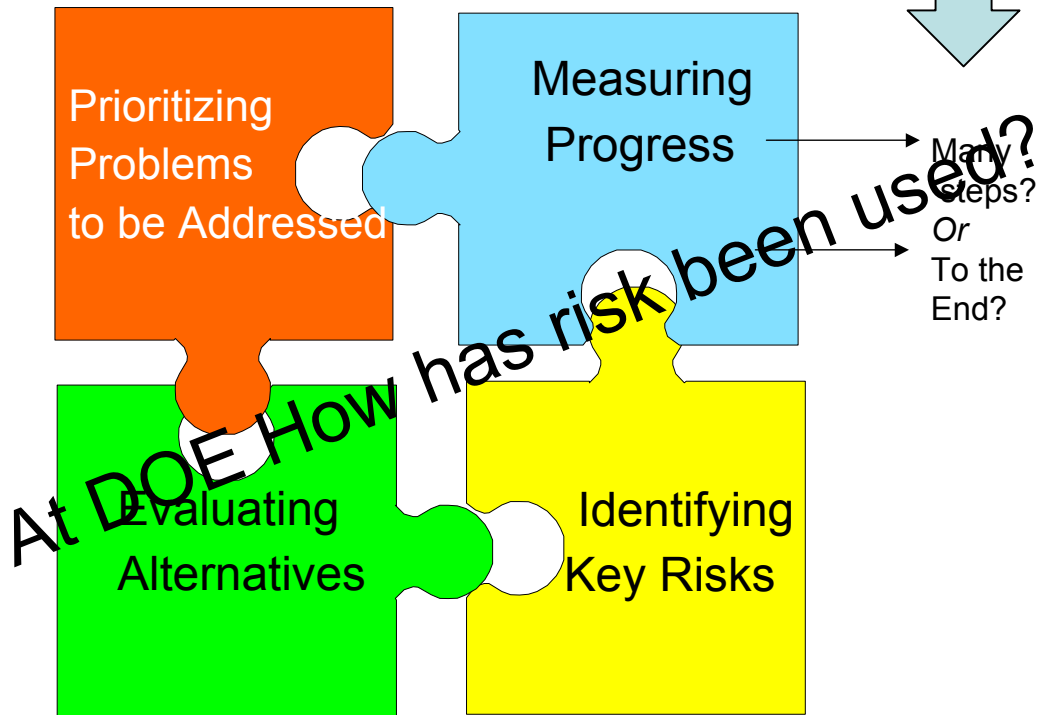 Prioritizing
Problems
to be Addressed
Measuring
Progress
Many
steps?
Or
To the
End?
At DOE How has risk been used?
Evaluating
Alternatives
Identifying
Key Risks